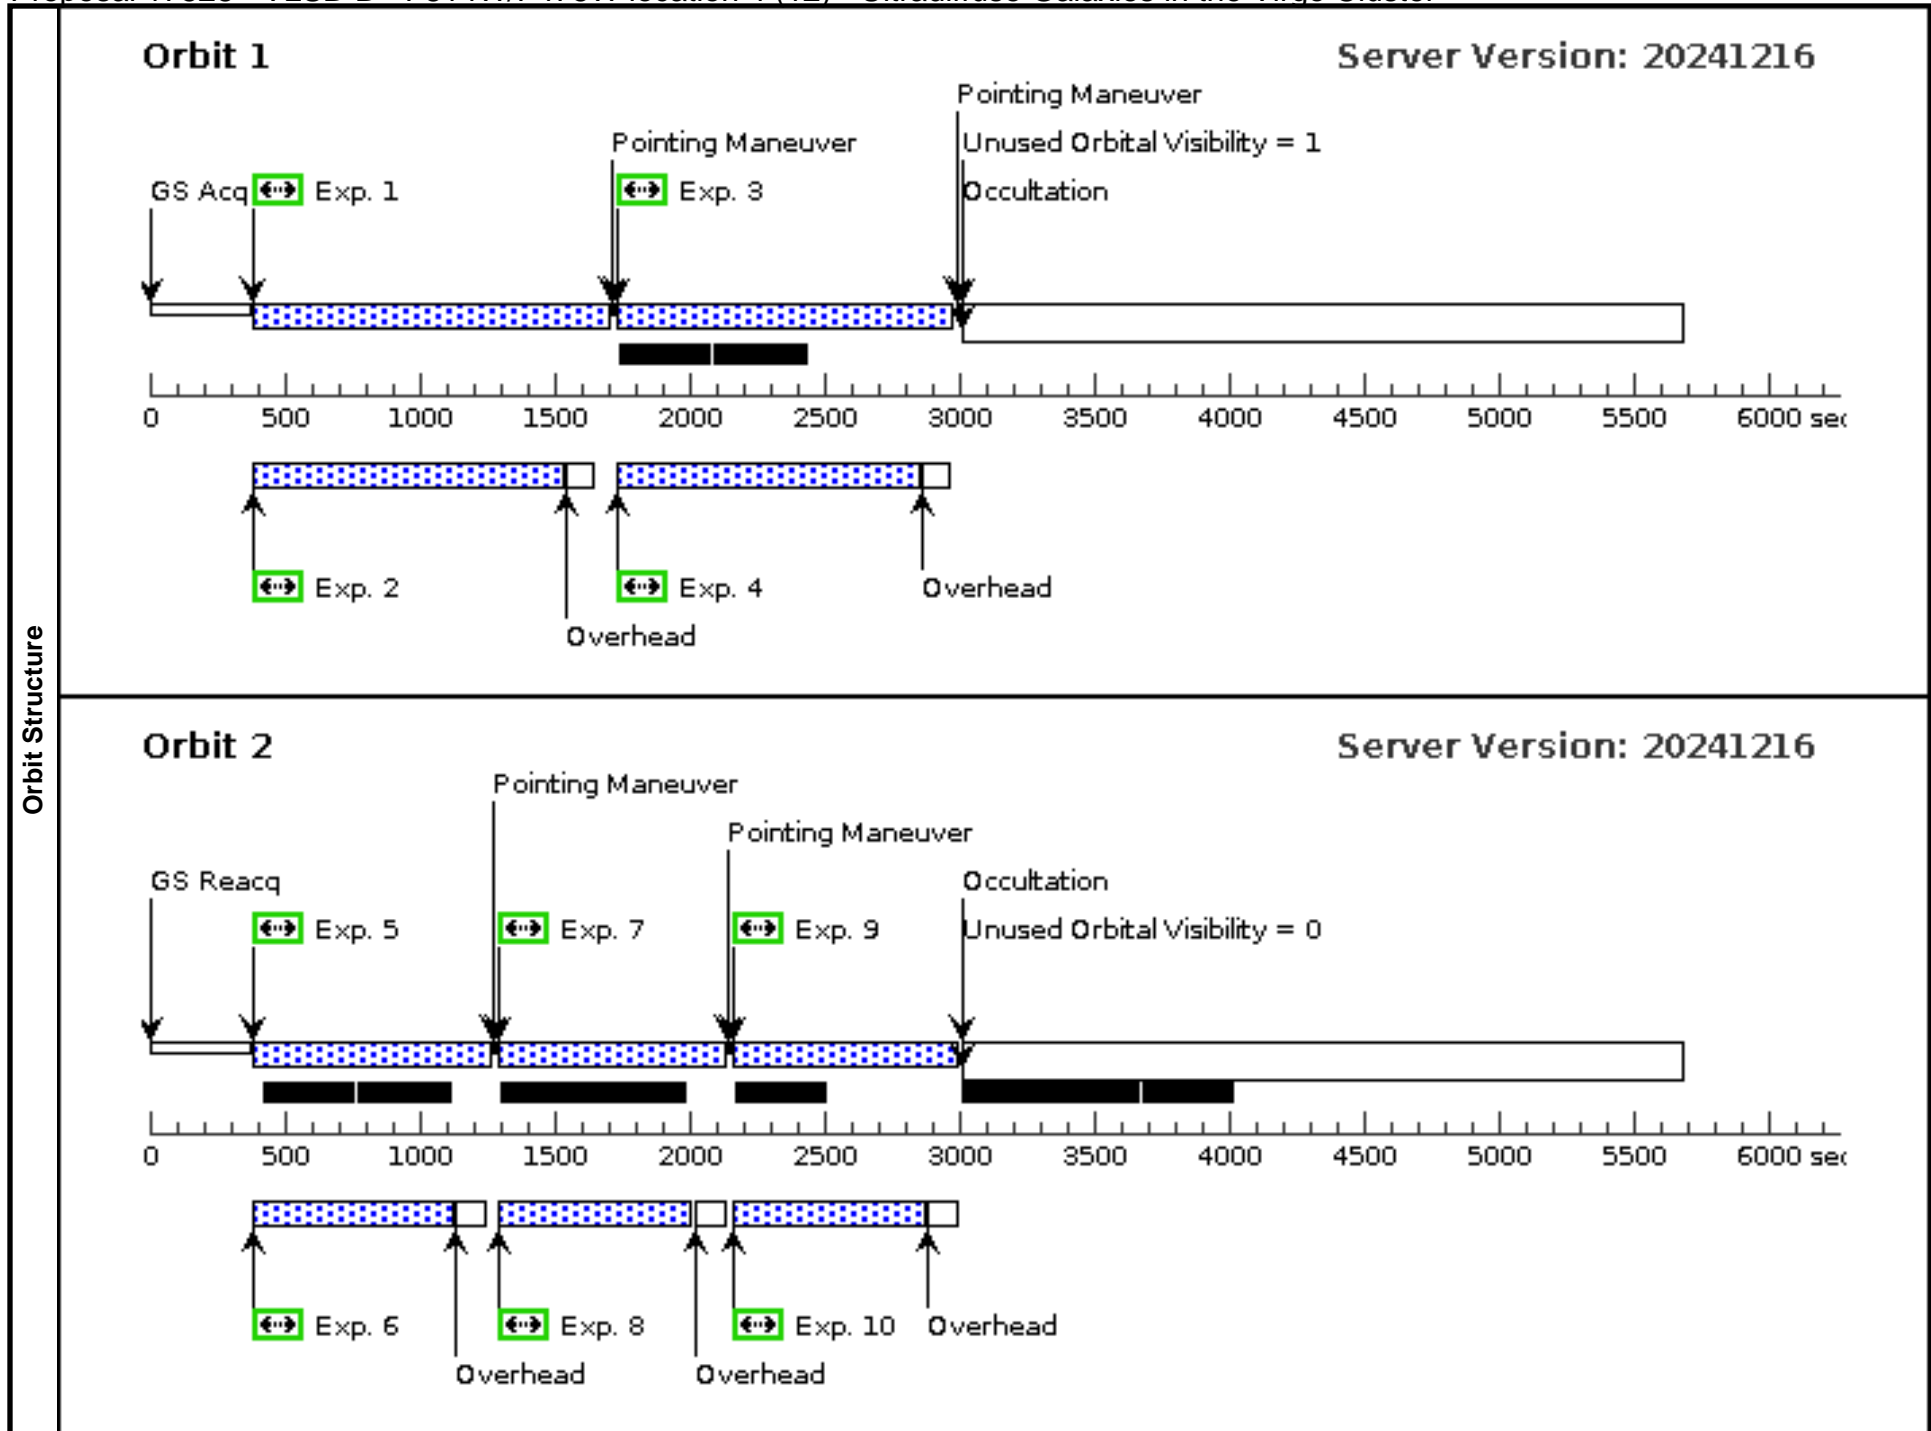 Orbit Structure
Orbit 1
Server Version: 20241216
Pointing Maneuver
Pointing Maneuver
Unused Orbital Visibility = 1
GS Acq
Exp. 1
Exp. 3
Occultation
0 500 1000 1500 2000 2500 3000 3500 4000 4500 5000 5500 6000 sec
Exp. 2
Exp. 4
Overhead
Overhead
Orbit 2
Server Version: 20241216
Pointing Maneuver
Pointing Maneuver
GS Reacq
Occultation
Exp. 5
Exp. 7
Exp. 9
Unused Orbital Visibility = 0
0 500 1000 1500 2000 2500 3000 3500 4000 4500 5000 5500 6000 sec
Exp. 6
Exp. 8
Exp. 10
Overhead
Overhead
Overhead